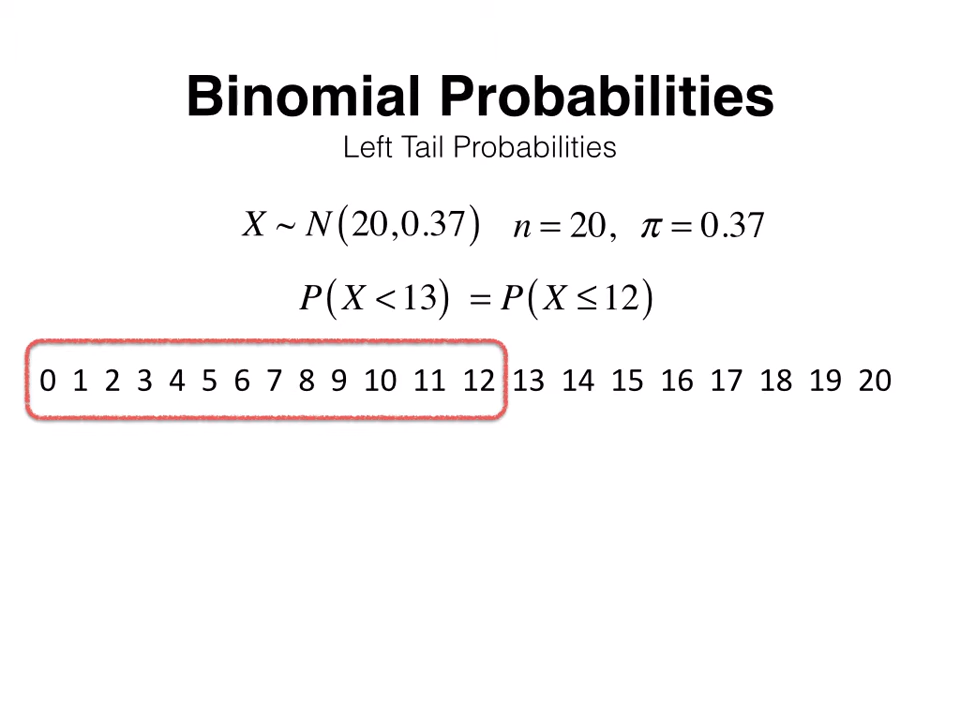 Binomial Probabilities
Left Tail Probabilities
X ~ N(20,0.37) n = 20, π = 0.37
P(X < 13) = P(X ≤ 12)
0 1 2 3 4 5 6 7 8 9 10 11 12 13 14 15 16 17 18 19 20